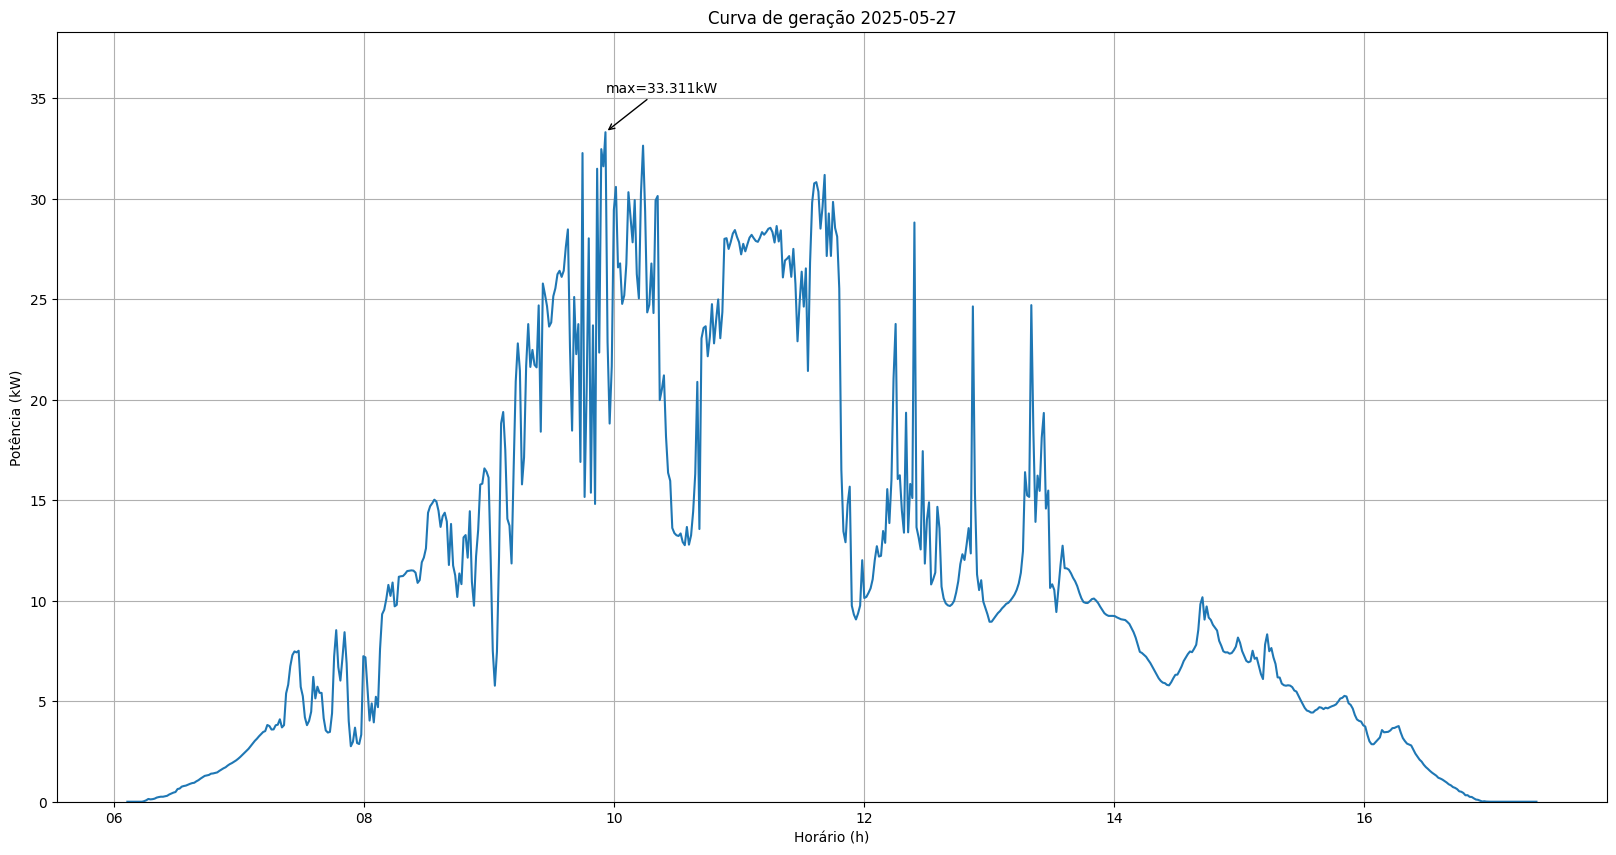 Curva de geração 2025-05-27
max=33.311kW
35
30
25
20
15
10
5
0
Potência (kW)
06 08 10 12 14 16
Horário (h)